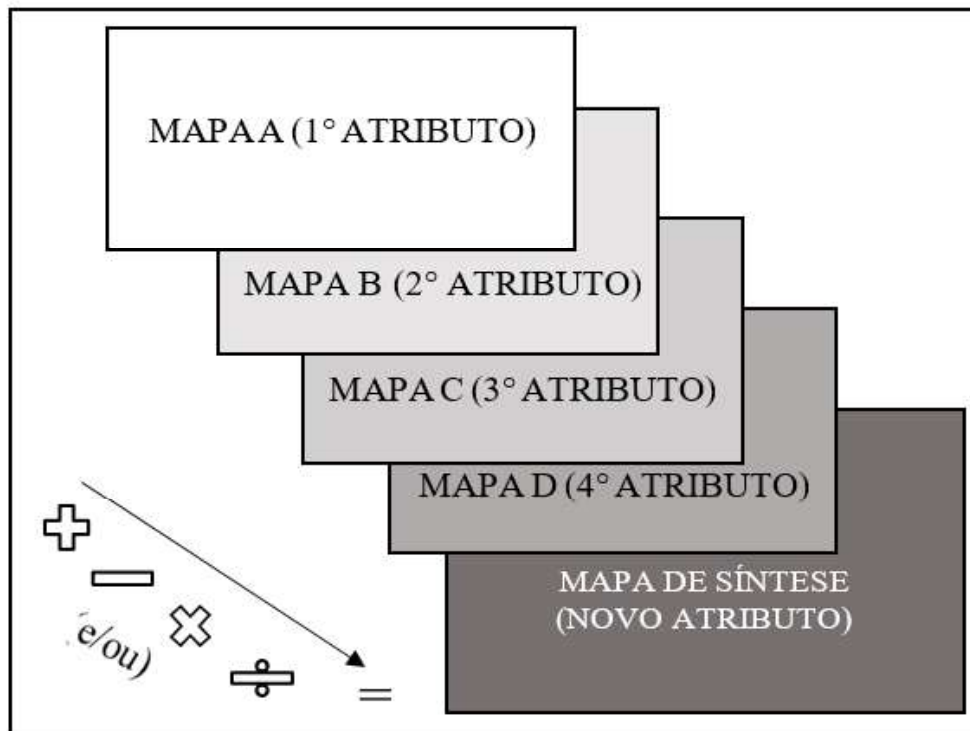 MAPA A (1° ATRIBUTO)
MAPA B (2° ATRIBUTO)
MAPA C (3° ATRIBUTO)
MAPA D (4° ATRIBUTO)
MAPA DE SÍNTESE
(NOVO ATRIBUTO)
+
−
×
(e/ou)
÷
=